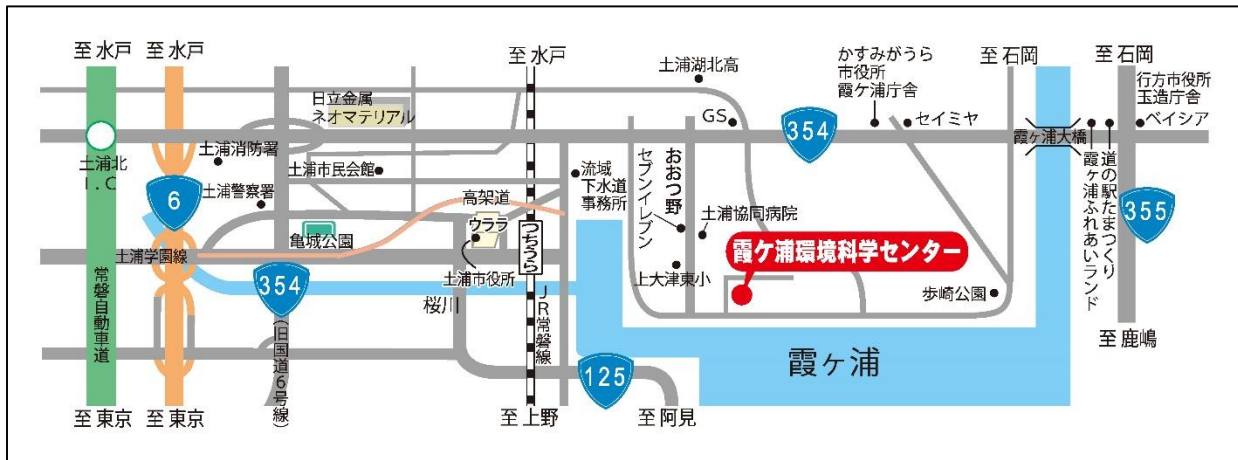 至 水戸
至 水戸
至 水戸
土浦湖北高
かすみがうら
市役所
霞ヶ浦庁舎
至 石岡
至 石岡
行方市役所
玉造庁舎
ベイシア
日立金属
ネオマテリアル
GS
354
セイミヤ
霞ヶ浦大橋
土浦北
I.C
土浦消防署
土浦市民会館
流域
下水道
事務所
セブンイレブン
おおつ野
土浦協同病院
霞ヶ浦ふれあいランド
道の駅たまつくり
355
6
土浦警察署
高架道
ウララ
亀城公園
つちうら
霞ケ浦環境科学センター
土浦学園線
土浦市役所
上大津東小
歩崎公園
354
桜川
JR常磐線
常磐自動車道
(旧国道6号線)
至 鹿嶋
霞ヶ浦
125
至 東京
至 東京
至 上野
至 阿見